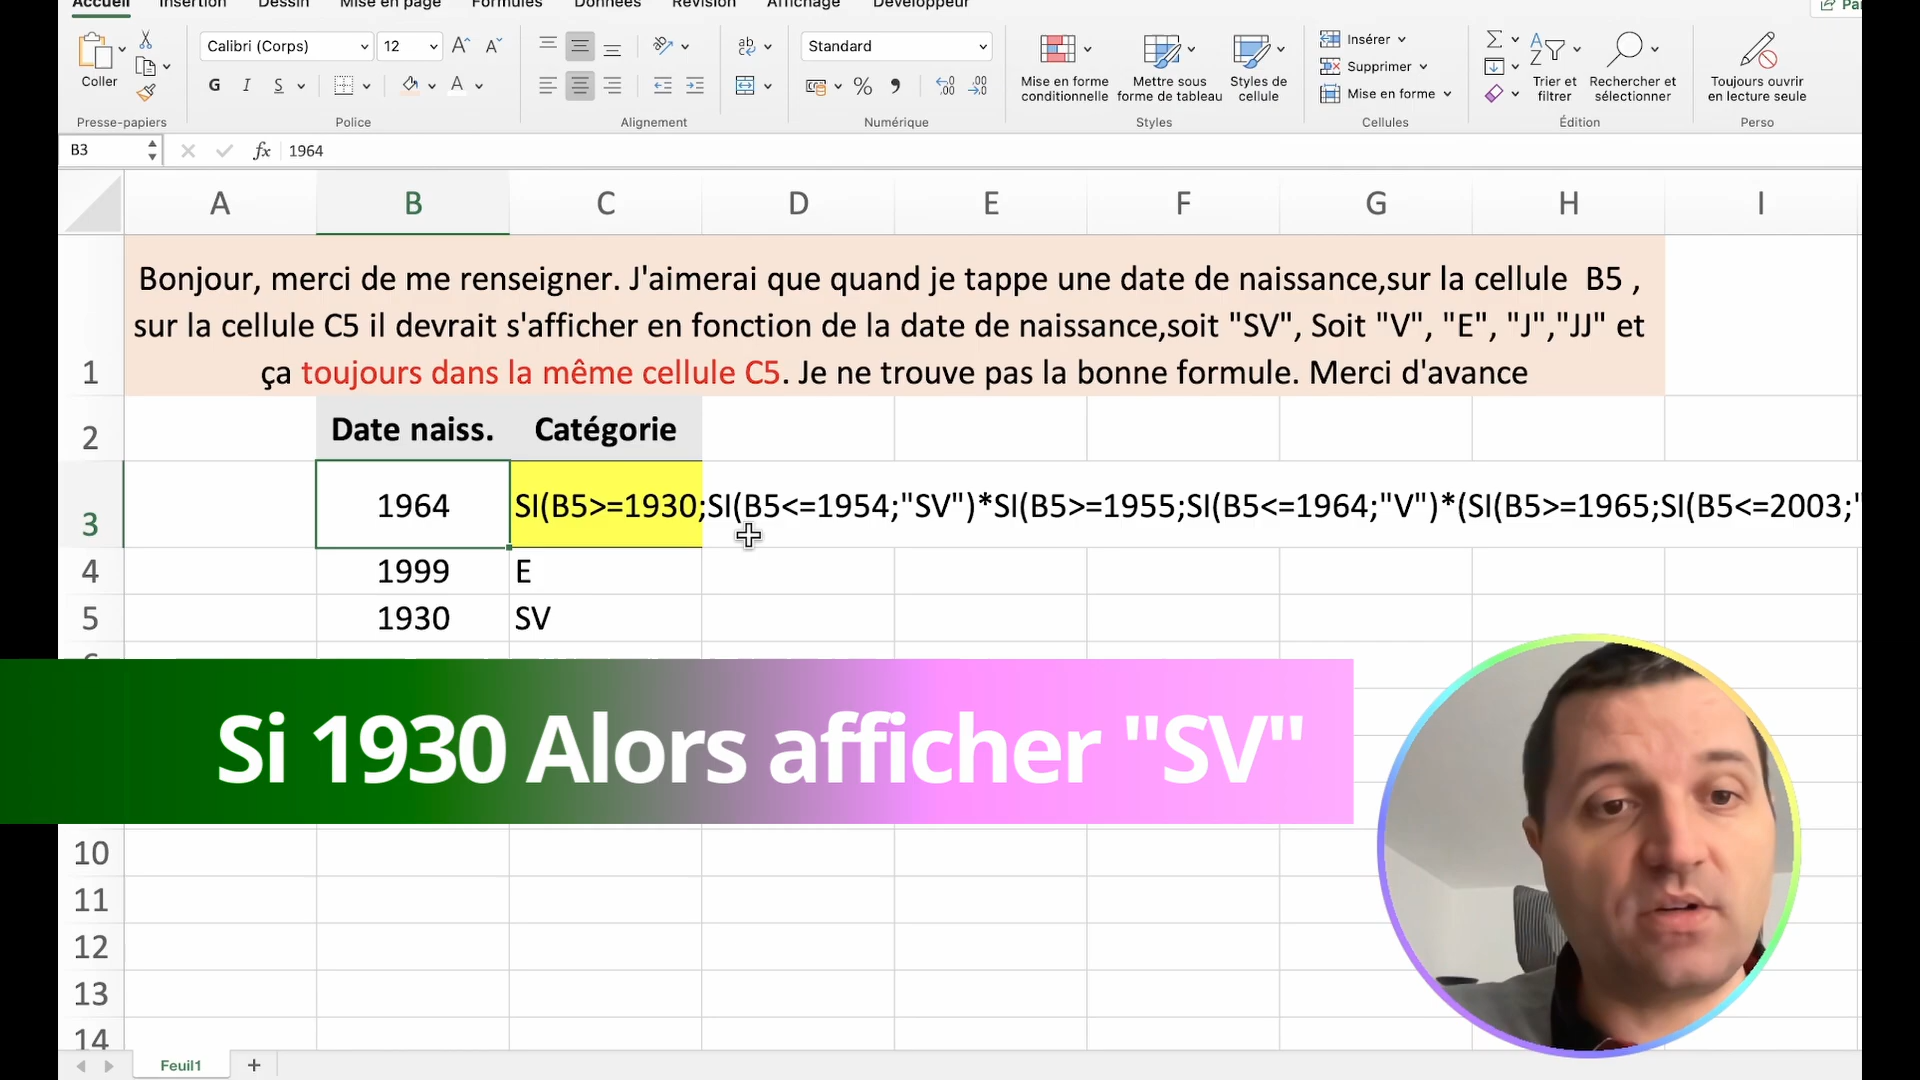 Accueil Insertion Dessin Mise en page Formules Données Révision Affichage Développeur
Calibri (Corps) 12 Standard
Coller
G I S
Mise en forme conditionnelle
Mettre sous forme de tableau
Styles de cellule
Insérer
Supprimer
Mise en forme
Trier et filtrer
Rechercher et sélectionner
Toujours ouvrir en lecture seule
Presse-papiers Police Alignement Numérique Styles Cellules Édition Perso
B3 fx 1964
A B C D E F G H I
Bonjour, merci de me renseigner. J'aimerai que quand je tappe une date de naissance,sur la cellule B5 ,
sur la cellule C5 il devrait s'afficher en fonction de la date de naissance,soit "SV", Soit "V", "E", "J","JJ" et
1 ça toujours dans la même cellule C5. Je ne trouve pas la bonne formule. Merci d'avance
2 Date naiss. Catégorie
3 1964 SI(B5>=1930;SI(B5<=1954;"SV")*SI(B5>=1955;SI(B5<=1964;"V")*(SI(B5>=1965;SI(B5<=2003;"
4 1999 E
5 1930 SV
Si 1930 Alors afficher "SV"
10
11
12
13
14
Feuil1 +